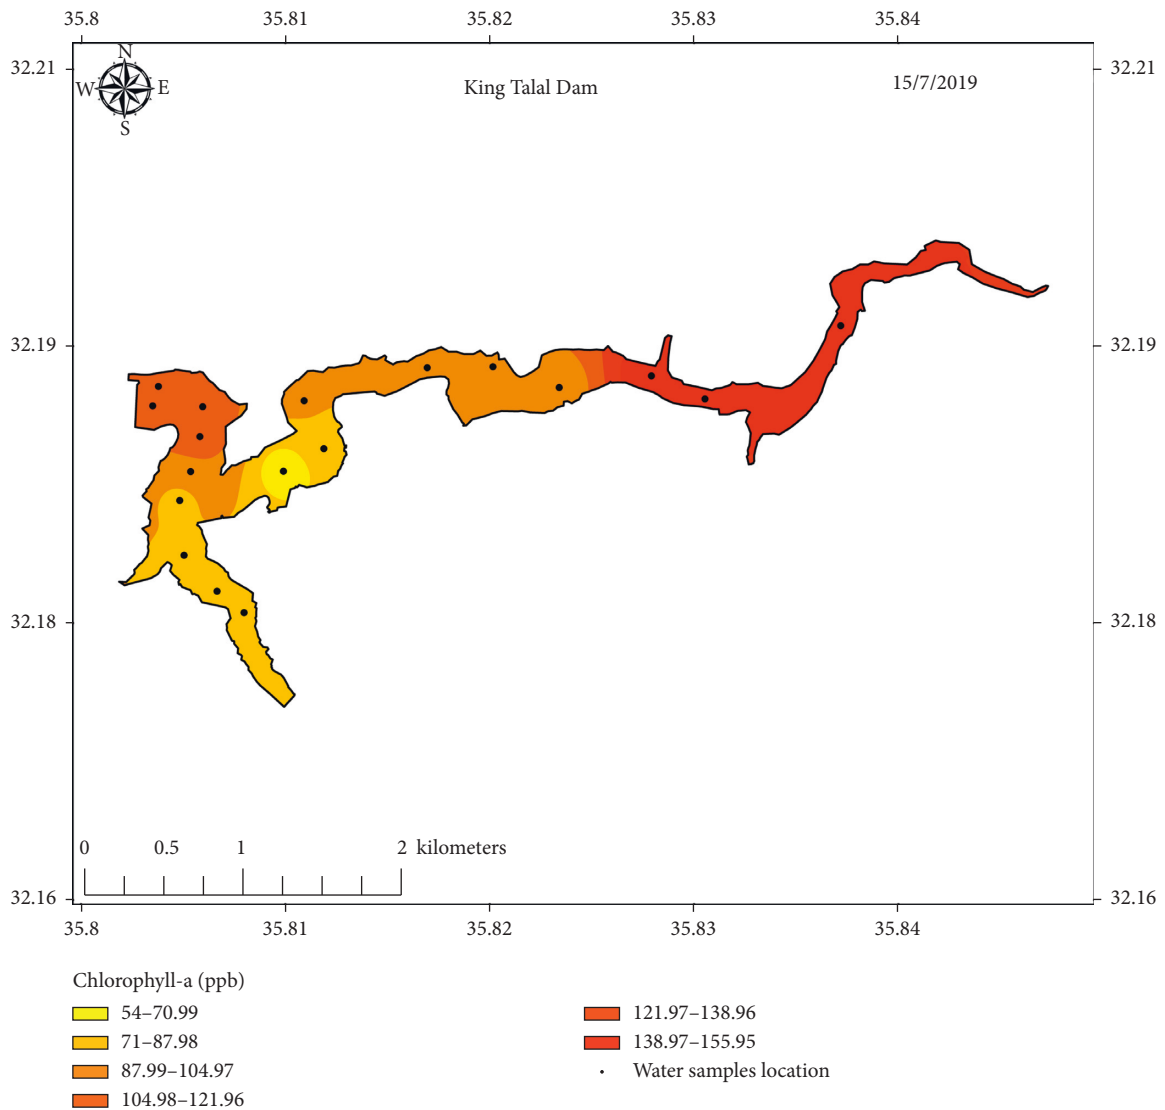 35.8 35.81 35.82 35.83 35.84
32.21 32.21
N
W E
S
King Talal Dam
15/7/2019
32.19 32.19
32.18 32.18
0 0.5 1 2 kilometers
32.16 32.16
35.8 35.81 35.82 35.83 35.84
Chlorophyll-a (ppb)
54–70.99
71–87.98
87.99–104.97
104.98–121.96
121.97–138.96
138.97–155.95
Water samples location